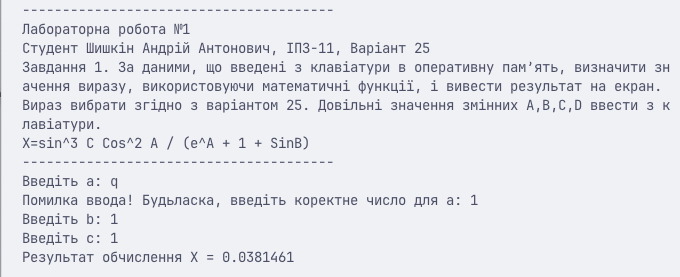 ---------------------------------------
Лабораторна робота №1
Студент Шишкін Андрій Антонович, ІПЗ-11, Варіант 25
Завдання 1. За даними, що введені з клавіатури в оперативну пам’ять, визначити зн
ачення виразу, використовуючи математичні функції, і вивести результат на екран.
Вираз вибрати згідно з варіантом 25. Довільні значення змінних A,B,C,D ввести з к
лавіатури.
X=sin^3 C Cos^2 A / (e^A + 1 + SinB)
---------------------------------------
Введіть a: q
Помилка ввода! Будьласка, введіть коректне число для a: 1
Введіть b: 1
Введіть c: 1
Результат обчислення X = 0.0381461